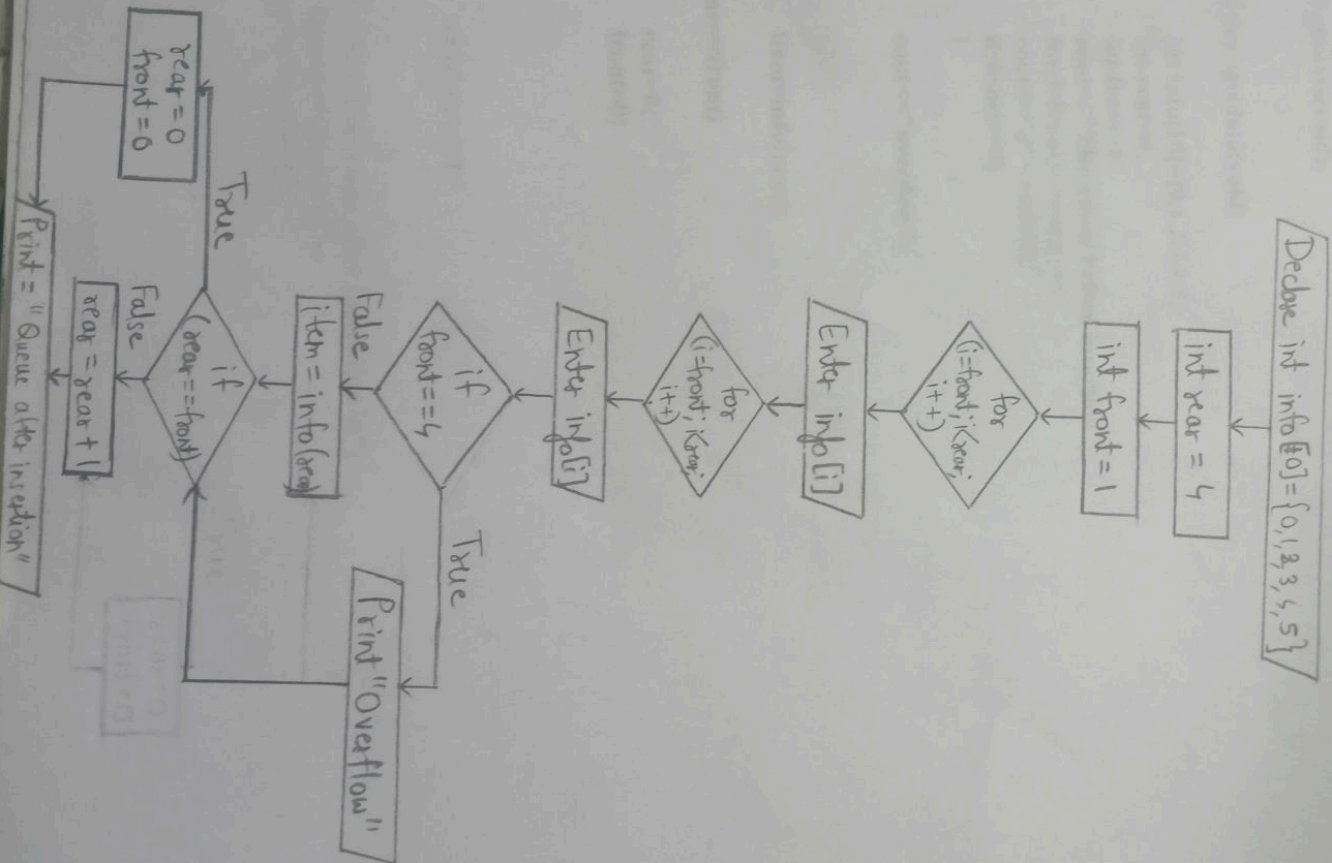 Declare int info[10]={0,1,2,3,4,5}
int rear = 4
int front = 1
for
(i=front; i<rear;
i++)
Enter info[i]
for
(i=front; i<rear;
i++)
Enter info[i]
if
front==4
True
False
Print "Overflow"
item = info(rear)
if
(rear==front)
True
False
rear=0
front=0
rear=rear+1
Print = "Queue after insertion"